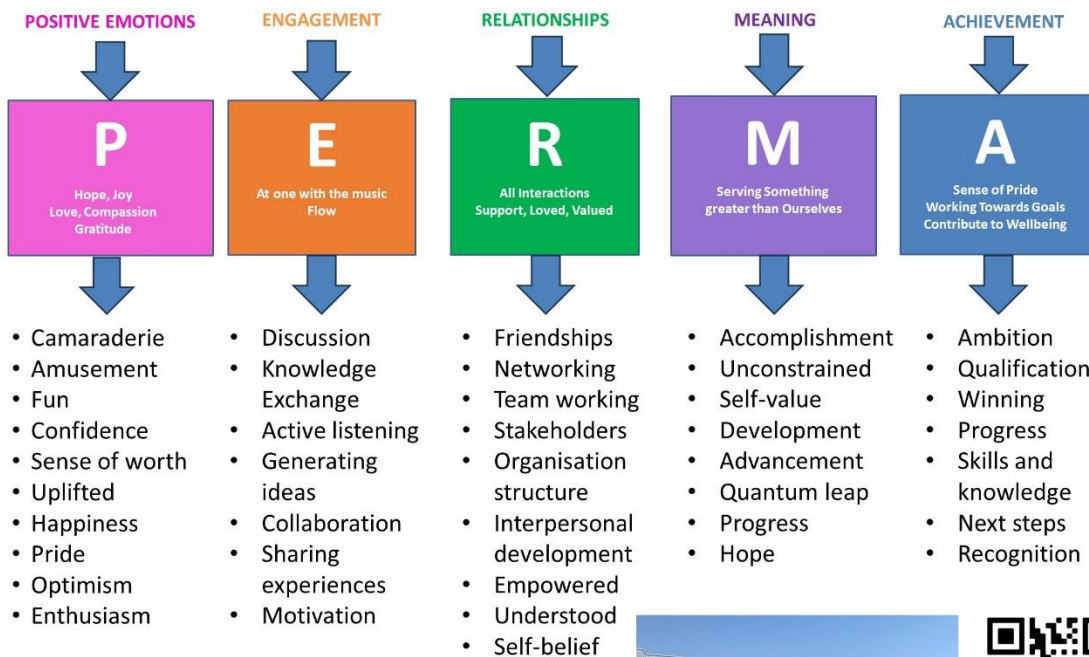 POSITIVE EMOTIONS
P
Hope, Joy
Love, Compassion
Gratitude
• Camaraderie
• Amusement
• Fun
• Confidence
• Sense of worth
• Uplifted
• Happiness
• Pride
• Optimism
• Enthusiasm
ENGAGEMENT
E
At one with the music
Flow
• Discussion
• Knowledge
Exchange
• Active listening
• Generating
ideas
• Collaboration
• Sharing
experiences
• Motivation
RELATIONSHIPS
R
All Interactions
Support, Loved, Valued
• Friendships
• Networking
• Team working
• Stakeholders
• Organisation
structure
• Interpersonal
development
• Empowered
• Understood
• Self-belief
MEANING
M
Serving Something
greater than Ourselves
• Accomplishment
• Unconstrained
• Self-value
• Development
• Advancement
• Quantum leap
• Progress
• Hope
ACHIEVEMENT
A
Sense of Pride
Working Towards Goals
Contribute to Wellbeing
• Ambition
• Qualification
• Winning
• Progress
• Skills and
knowledge
• Next steps
• Recognition